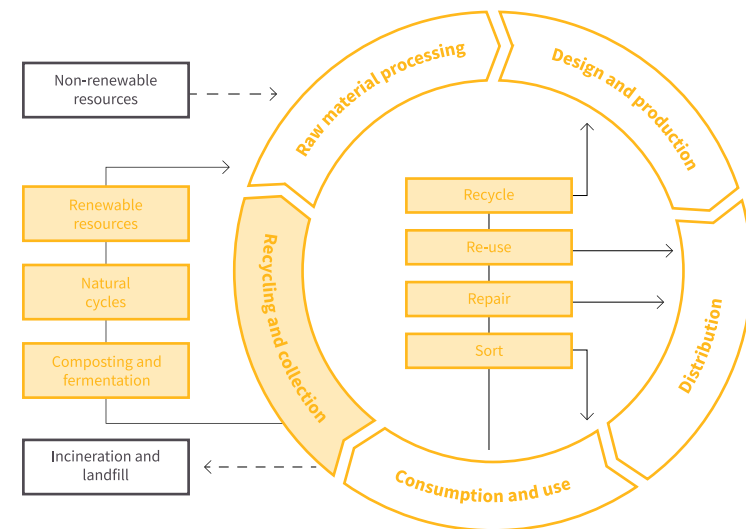 Non-renewable
resources
Renewable
resources
Natural
cycles
Composting and
fermentation
Incineration and
landfill
Raw material processing
Design and production
Distribution
Consumption and use
Recycling and collection
Recycle
Re-use
Repair
Sort